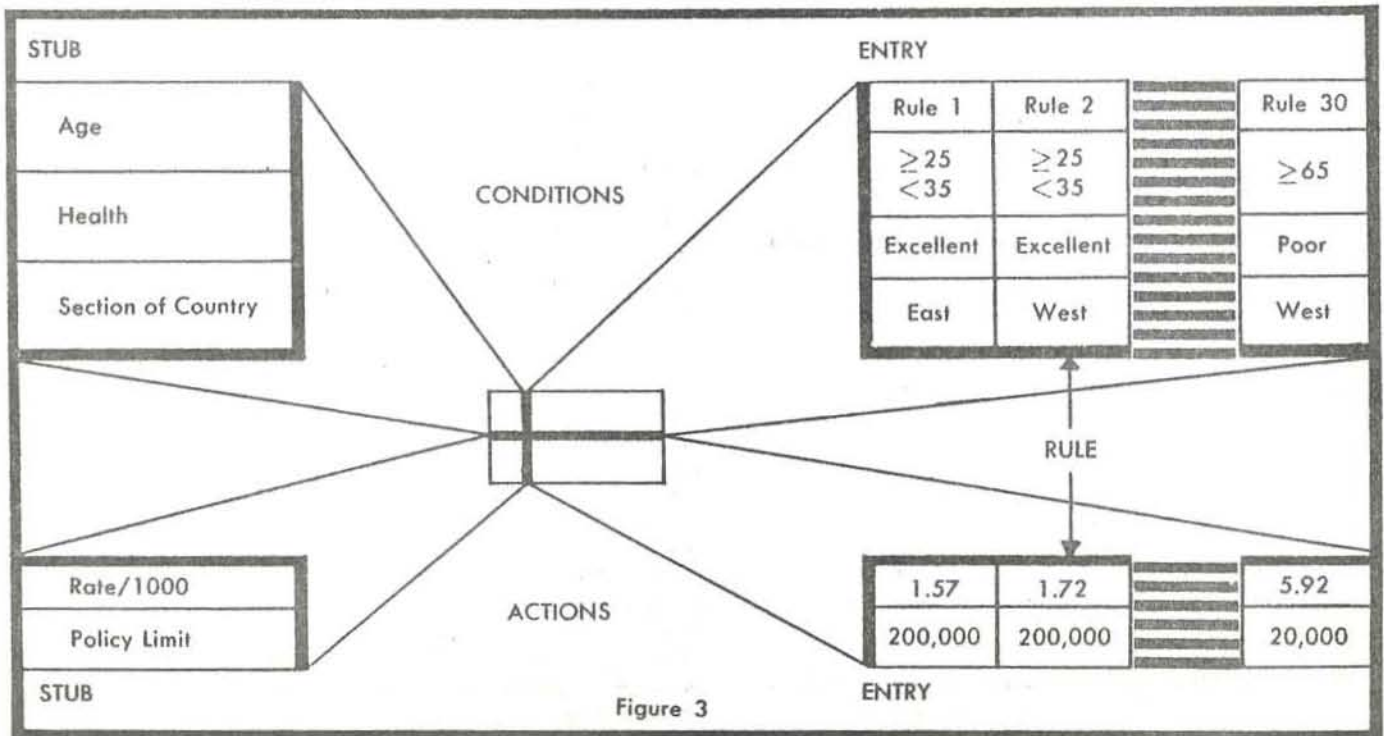 STUB
ENTRY
Age
Health
Section of Country
CONDITIONS
Rule 1 Rule 2 Rule 30
≥25 ≥25 ≥65
<35 <35
Excellent Excellent Poor
East West West
RULE
Rate/1000
Policy Limit
ACTIONS
1.57 1.72 5.92
200,000 200,000 20,000
STUB
ENTRY
Figure 3